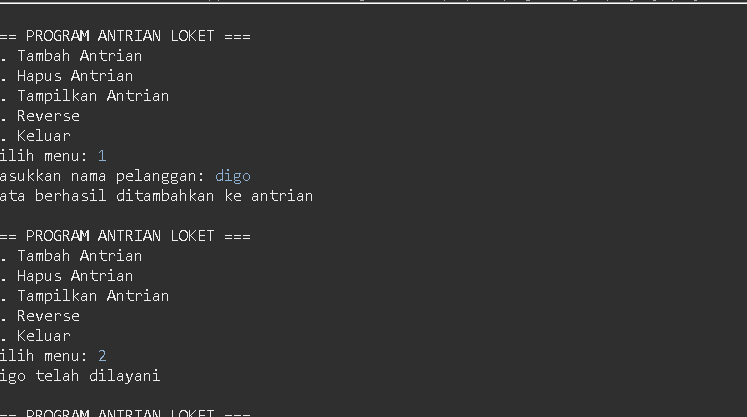 == PROGRAM ANTRIAN LOKET ===
. Tambah Antrian
. Hapus Antrian
. Tampilkan Antrian
. Reverse
. Keluar
ilih menu: 1
asukkan nama pelanggan: digo
ata berhasil ditambahkan ke antrian
== PROGRAM ANTRIAN LOKET ===
. Tambah Antrian
. Hapus Antrian
. Tampilkan Antrian
. Reverse
. Keluar
ilih menu: 2
igo telah dilayani
== PROGRAM ANTRIAN LOKET ===